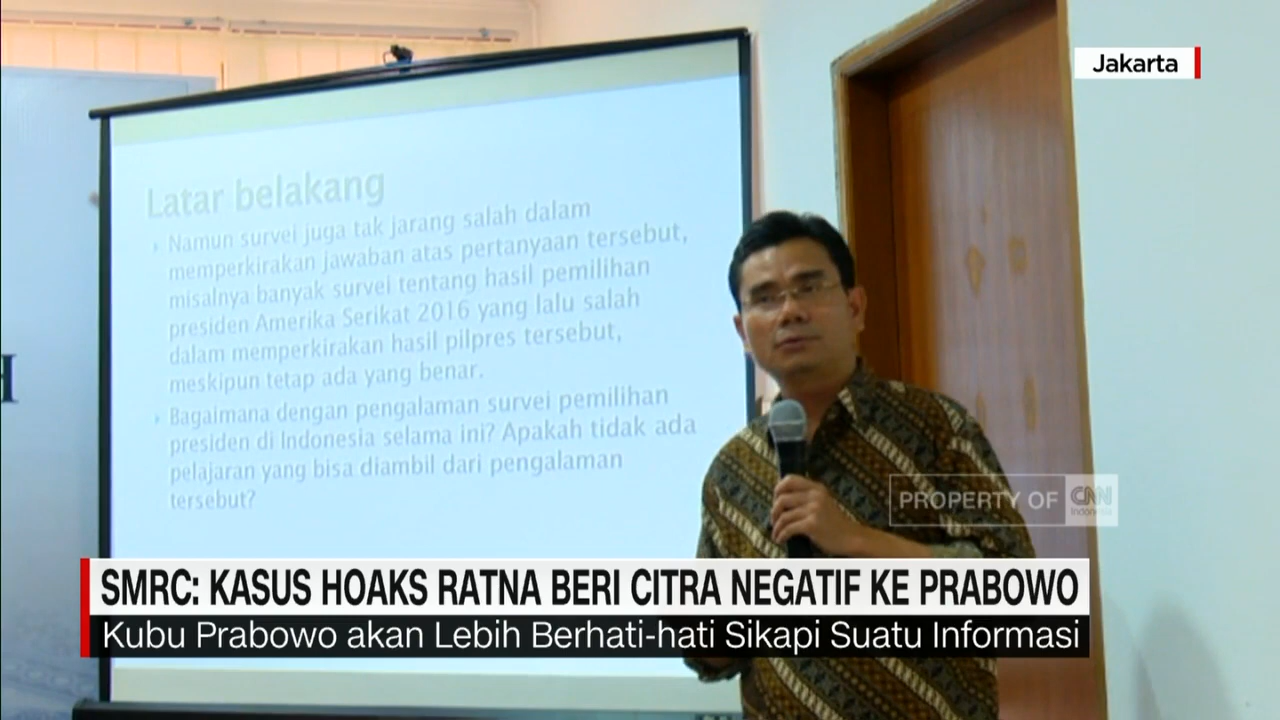 Jakarta
Latar belakang
Namun survei juga tak jarang salah dalam
memperkirakan jawaban atas pertanyaan tersebut,
misalnya banyak survei tentang hasil pemilihan
presiden Amerika Serikat 2016 yang lalu salah
dalam memperkirakan hasil pilpres tersebut,
meskipun tetap ada yang benar.
Bagaimana dengan pengalaman survei pemilihan
presiden di Indonesia selama ini? Apakah tidak ada
pelajaran yang bisa diambil dari pengalaman
tersebut?
H
PROPERTY OF CNN Indonesia
SMRC: KASUS HOAKS RATNA BERI CITRA NEGATIF KE PRABOWO
Kubu Prabowo akan Lebih Berhati-hati Sikapi Suatu Informasi